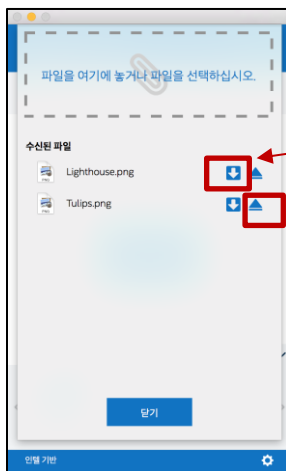 파일을 여기에 놓거나 파일을 선택하십시오.
수신된 파일
Lighthouse.png
Tulips.png
닫기
인텔 기반